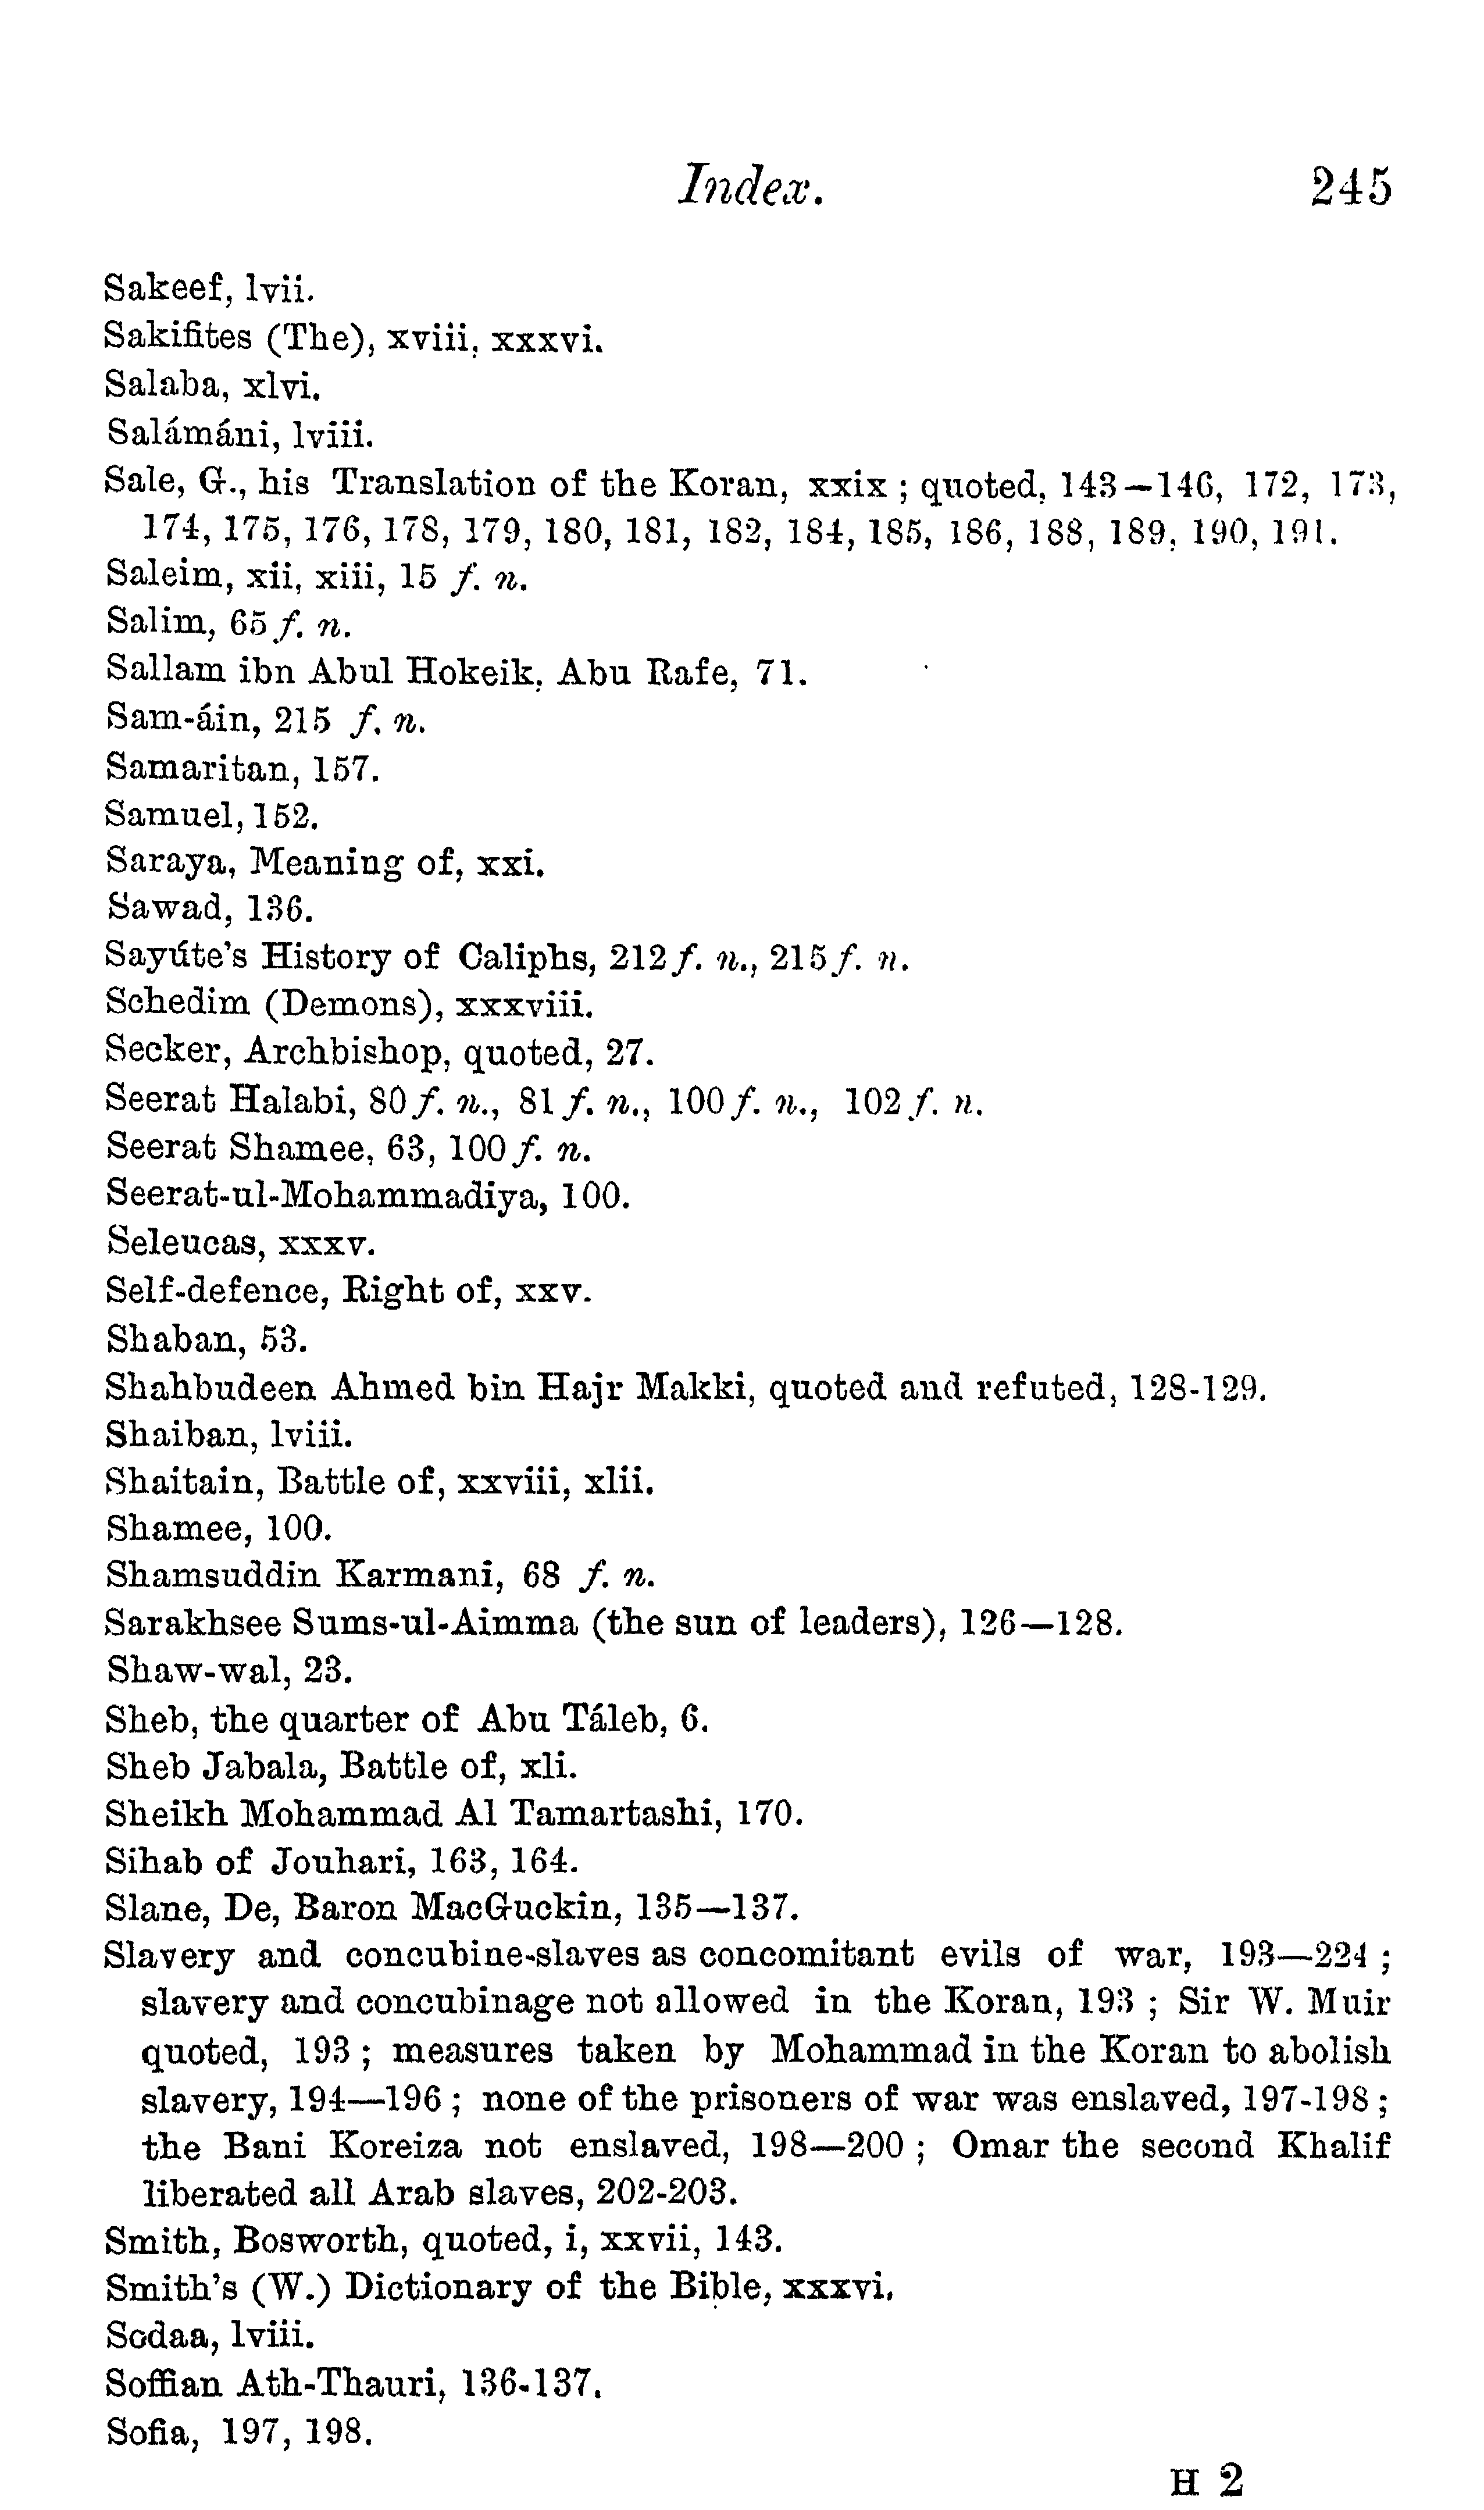 Index. 245
Sakeef, lvii.
Sakifites (The), xviii, xxxvi.
Salaba, xlvi.
Salámáni, lviii.
Sale, G., his Translation of the Koran, xxix ; quoted, 143—146, 172, 173,
174, 175, 176, 178, 179, 180, 181, 182, 184, 185, 186, 188, 189, 190, 191.
Saleim, xii, xiii, 15 f. n.
Salim, 65 f. n.
Sallam ibn Abul Hokeik, Abu Rafe, 71.
Sam-áin, 215 f. n.
Samaritan, 157.
Samuel, 152.
Saraya, Meaning of, xxi.
Sawad, 136.
Sayúte's History of Caliphs, 212 f. n., 215 f. n.
Schedim (Demons), xxxviii.
Secker, Archbishop, quoted, 27.
Seerat Halabi, 80 f. n., 81 f. n., 100 f. n., 102 f. n.
Seerat Shamee, 63, 100 f. n.
Seerat-ul-Mohammadiya, 100.
Seleucas, xxxv.
Self-defence, Right of, xxv.
Shaban, 53.
Shahbudeen Ahmed bin Hajr Makki, quoted and refuted, 128-129.
Shaiban, lviii.
Shaitain, Battle of, xxviii, xlii.
Shamee, 100.
Shamsuddin Karmani, 68 f. n.
Sarakhsee Sums-ul-Aimma (the sun of leaders), 126—128.
Shaw-wal, 23.
Sheb, the quarter of Abu Táleb, 6.
Sheb Jabala, Battle of, xli.
Sheikh Mohammad Al Tamartashi, 170.
Sihab of Jouhari, 163, 164.
Slane, De, Baron MacGuckin, 135—137.
Slavery and concubine-slaves as concomitant evils of war, 193—224 ;
slavery and concubinage not allowed in the Koran, 193 ; Sir W. Muir
quoted, 193 ; measures taken by Mohammad in the Koran to abolish
slavery, 194—196 ; none of the prisoners of war was enslaved, 197-198 ;
the Bani Koreiza not enslaved, 198—200 ; Omar the second Khalif
liberated all Arab slaves, 202-203.
Smith, Bosworth, quoted, i, xxvii, 143.
Smith's (W.) Dictionary of the Bible, xxxvi.
Sodaa, lviii.
Soffian Ath-Thauri, 136-137.
Sofia, 197, 198.
H 2